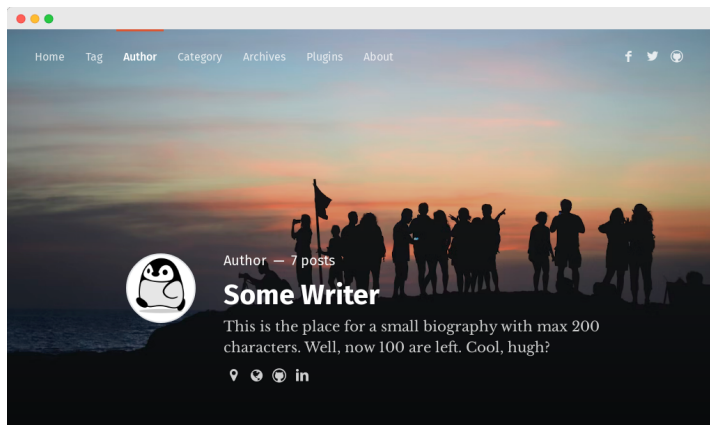 Home Tag Author Category Archives Plugins About
Author — 7 posts
Some Writer
This is the place for a small biography with max 200
characters. Well, now 100 are left. Cool, hugh?